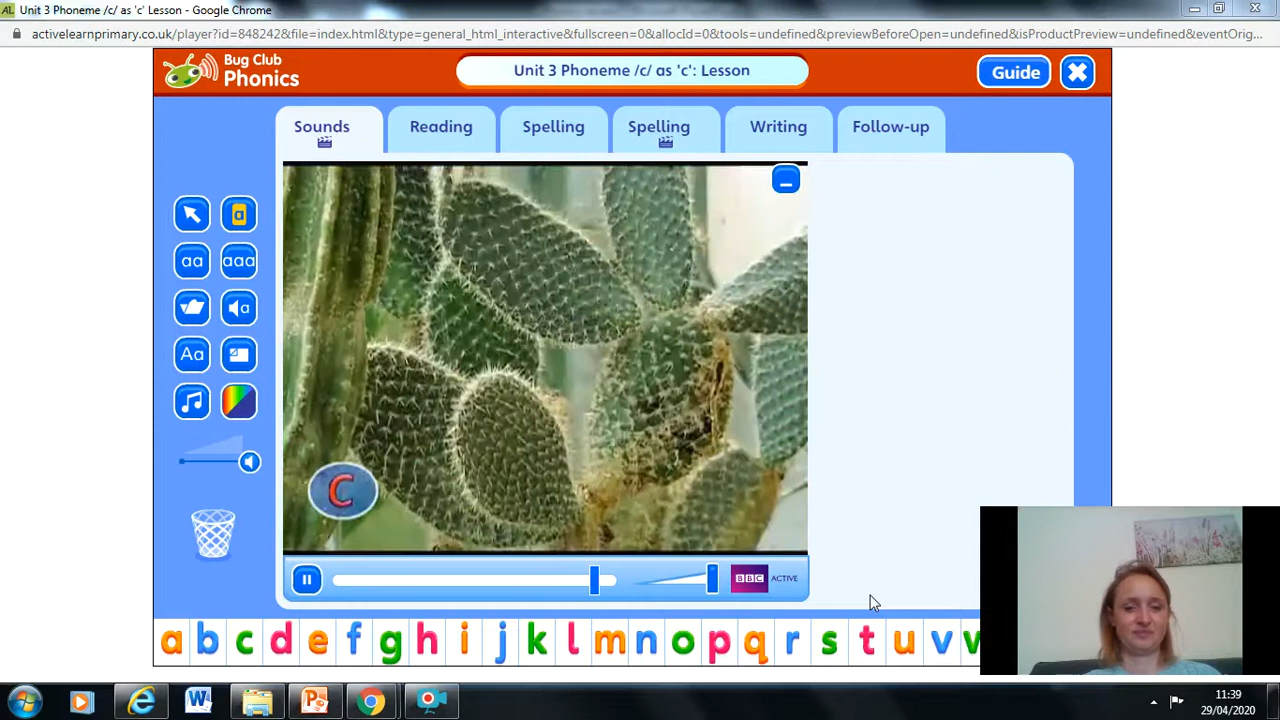 AL Unit 3 Phoneme /c/ as 'c' Lesson - Google Chrome
activelearnprimary.co.uk/player?id=848242&file=index.html&type=general_html_interactive&fullscreen=0&allocId=0&tools=undefined&previewBeforeOpen=undefined&isProductPreview=undefined&eventOrig...
Bug Club
Phonics
Unit 3 Phoneme /c/ as 'c': Lesson
Guide
Sounds
Reading
Spelling
Spelling
Writing
Follow-up
a
aa
aaa
a
Aa
C
BBC ACTIVE
a b c d e f g h i j k l m n o p q r s t u v w
11:39
29/04/2020